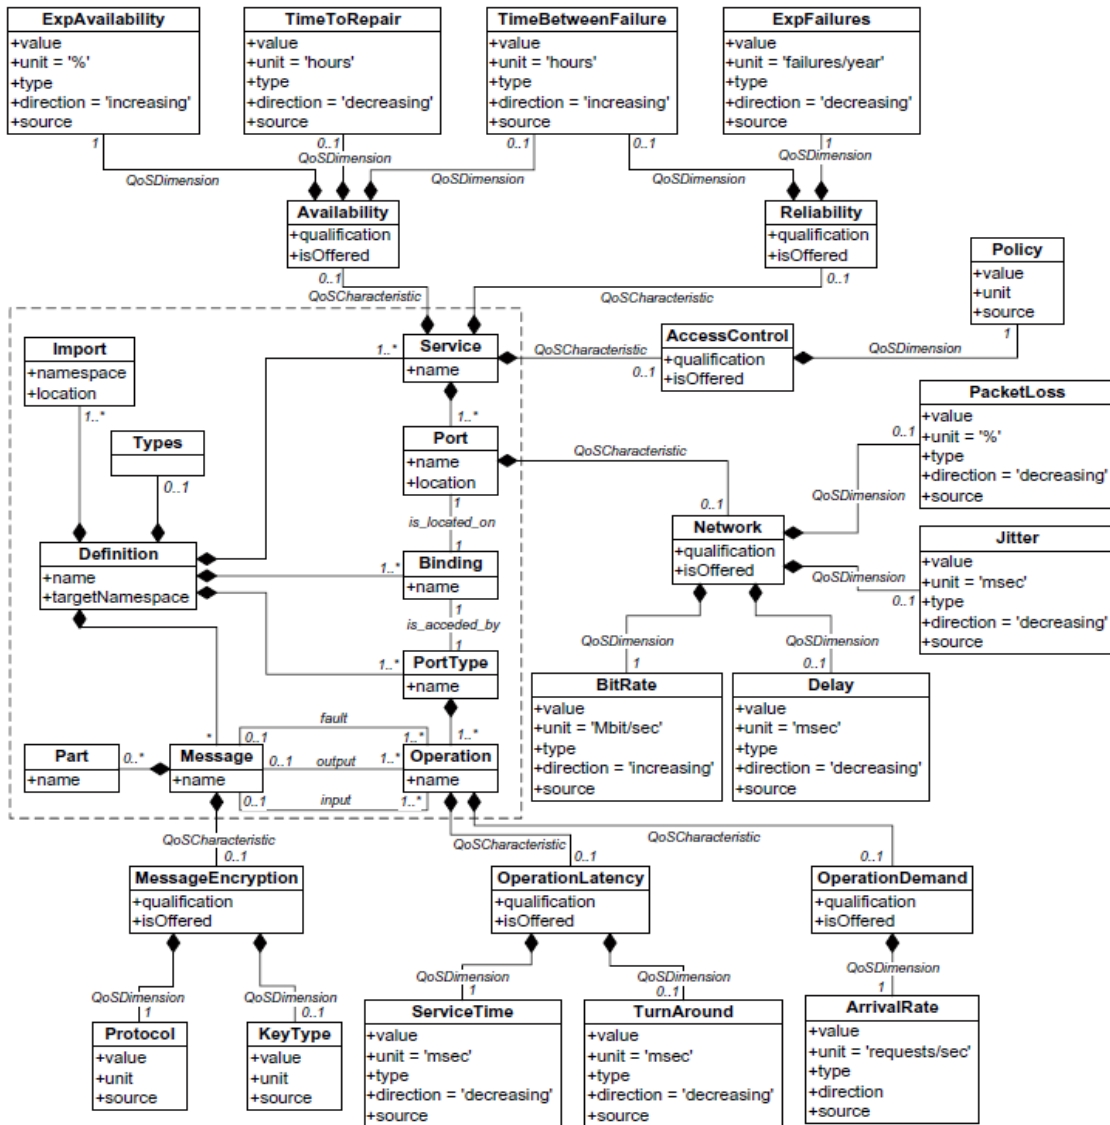 ExpAvailability
+value
+unit = '%'
+type
+direction = 'increasing'
+source
TimeToRepair
+value
+unit = 'hours'
+type
+direction = 'decreasing'
+source
TimeBetweenFailure
+value
+unit = 'hours'
+type
+direction = 'increasing'
+source
ExpFailures
+value
+unit = 'failures/year'
+type
+direction = 'decreasing'
+source
1
QoSDimension
0..1
QoSDimension
0..1
QoSDimension
0..1
QoSDimension
1
QoSDimension
Availability
+qualification
+isOffered
0..1
QoSCharacteristic
Reliability
+qualification
+isOffered
0..1
QoSCharacteristic
Policy
+value
+unit
+source
1
QoSDimension
AccessControl
+qualification
+isOffered
QoSCharacteristic
0..1
Import
+namespace
+location
1..*
Types
0..1
1..*
Service
+name
1..*
Port
+name
+location
1
is_located_on
1
QoSCharacteristic
0..1
PacketLoss
+value
+unit = '%'
+type
+direction = 'decreasing'
+source
0..1
QoSDimension
Network
+qualification
+isOffered
Jitter
+value
+unit = 'msec'
+type
+direction = 'decreasing'
+source
QoSDimension
0..1
Definition
+name
+targetNamespace
1..*
Binding
+name
1
is_acceded_by
1
1..*
PortType
+name
1..*
QoSDimension
1
QoSDimension
0..1
BitRate
+value
+unit = 'Mbit/sec'
+type
+direction = 'increasing'
+source
Delay
+value
+unit = 'msec'
+type
+direction = 'decreasing'
+source
*
Part
+name
0..*
Message
+name
fault
0..1
1..*
0..1
output
1..*
0..1
input
1..*
Operation
+name
QoSCharacteristic
0..1
QoSCharacteristic
0..1
QoSCharacteristic
0..1
MessageEncryption
+qualification
+isOffered
OperationLatency
+qualification
+isOffered
OperationDemand
+qualification
+isOffered
QoSDimension
1
QoSDimension
0..1
QoSDimension
1
QoSDimension
0..1
QoSDimension
1
Protocol
+value
+unit
+source
KeyType
+value
+unit
+source
ServiceTime
+value
+unit = 'msec'
+type
+direction = 'decreasing'
+source
TurnAround
+value
+unit = 'msec'
+type
+direction = 'decreasing'
+source
ArrivalRate
+value
+unit = 'requests/sec'
+type
+direction
+source